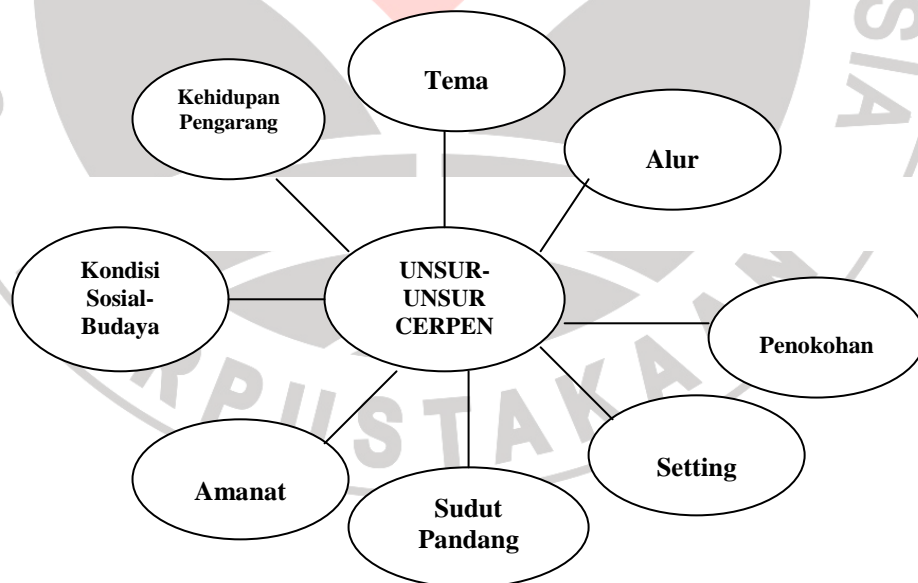 Tema
Kehidupan
Pengarang
Alur
Kondisi
Sosial-
Budaya
UNSUR-
UNSUR
CERPEN
Penokohan
Setting
Amanat
Sudut
Pandang